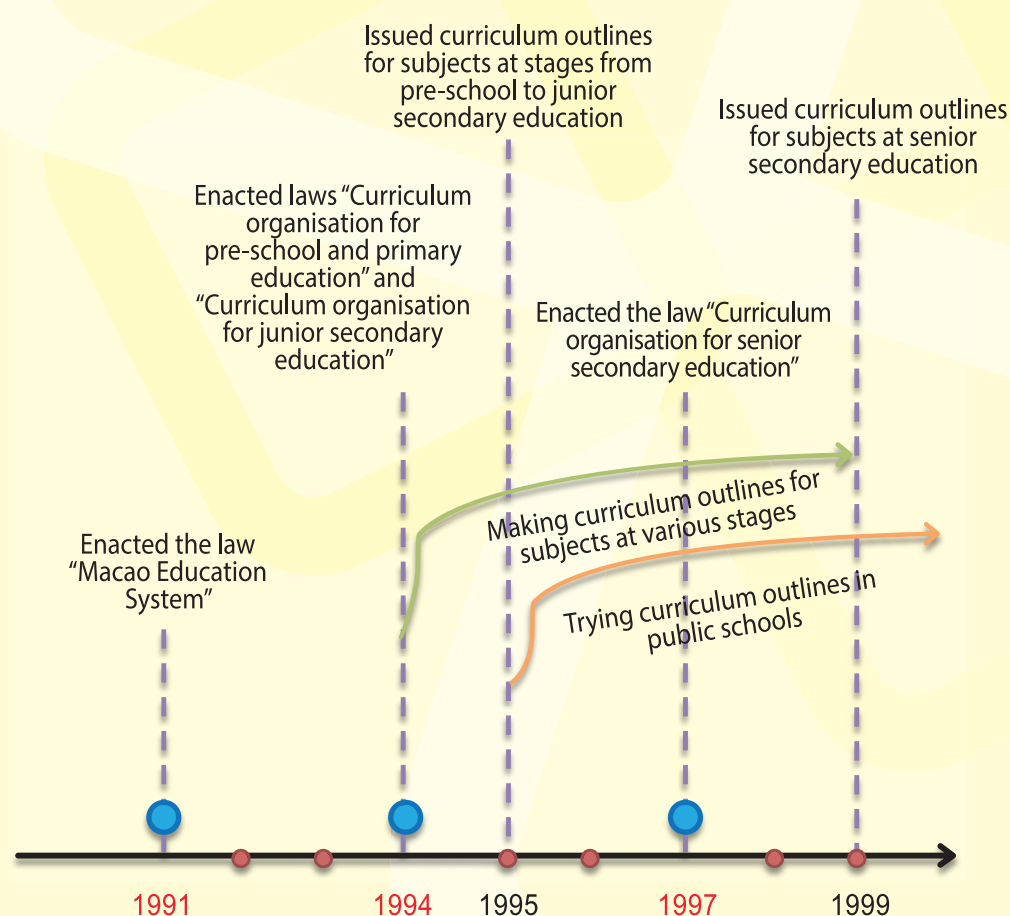 Issued curriculum outlines
for subjects at stages from
pre-school to junior
secondary education
Issued curriculum outlines
for subjects at senior
secondary education
Enacted laws “Curriculum
organisation for
pre-school and primary
education” and
“Curriculum organisation
for junior secondary
education”
Enacted the law “Curriculum
organisation for senior
secondary education”
Making curriculum outlines for
subjects at various stages
Enacted the law
“Macao Education
System”
Trying curriculum outlines in
public schools
1991
1994
1995
1997
1999